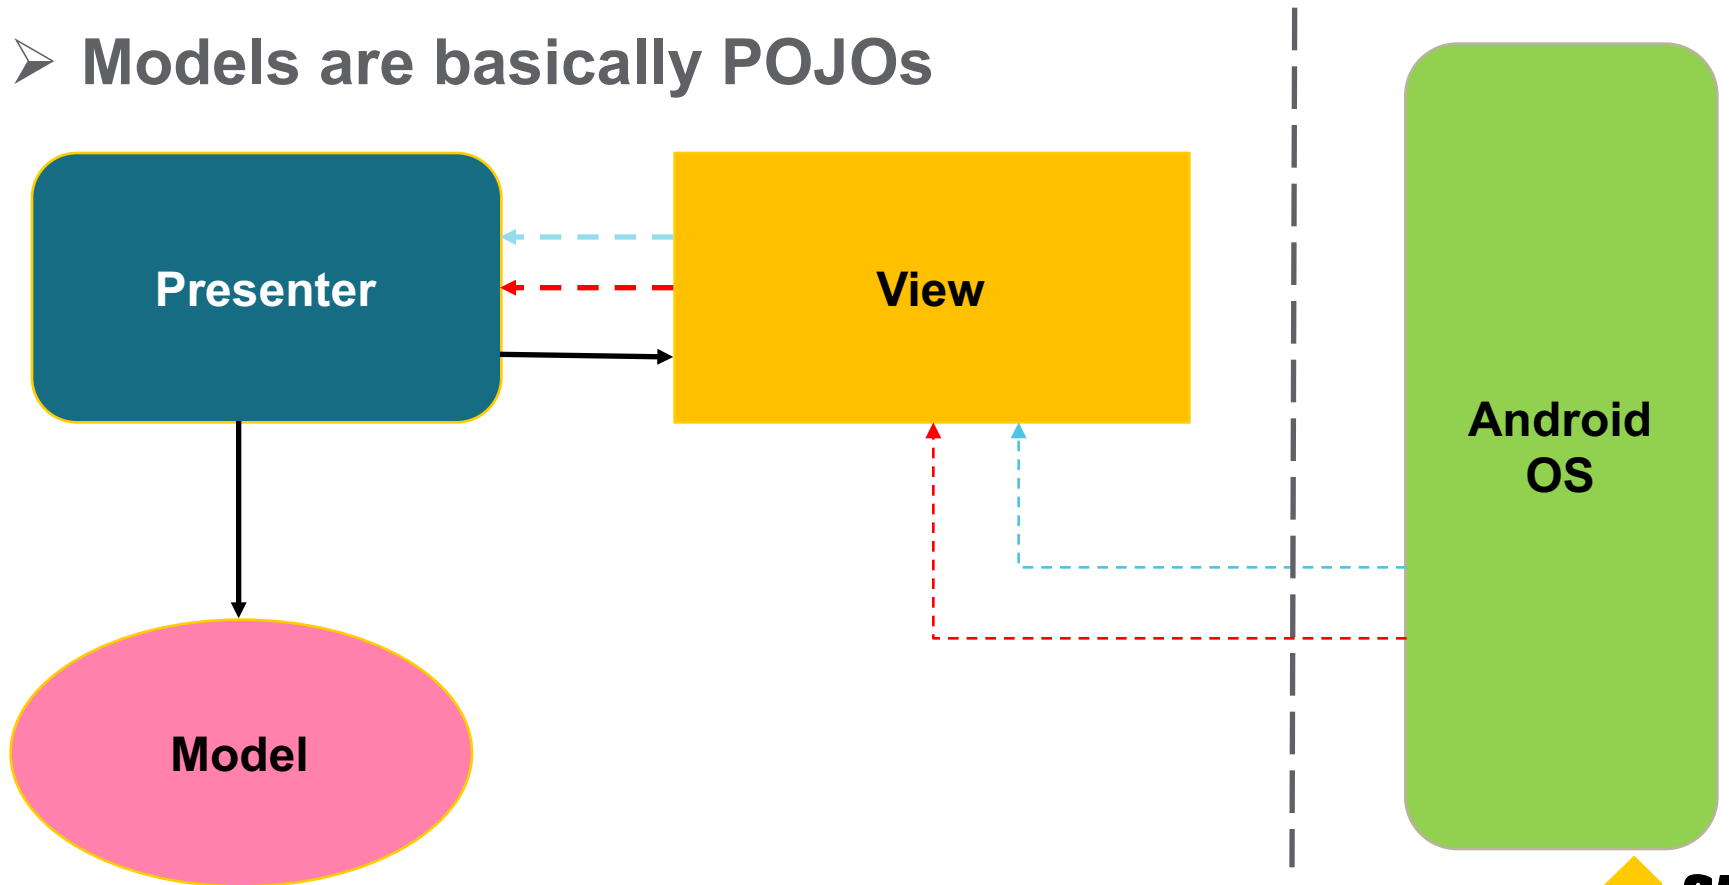 ➢ Models are basically POJOs
Presenter
View
Android
OS
Model